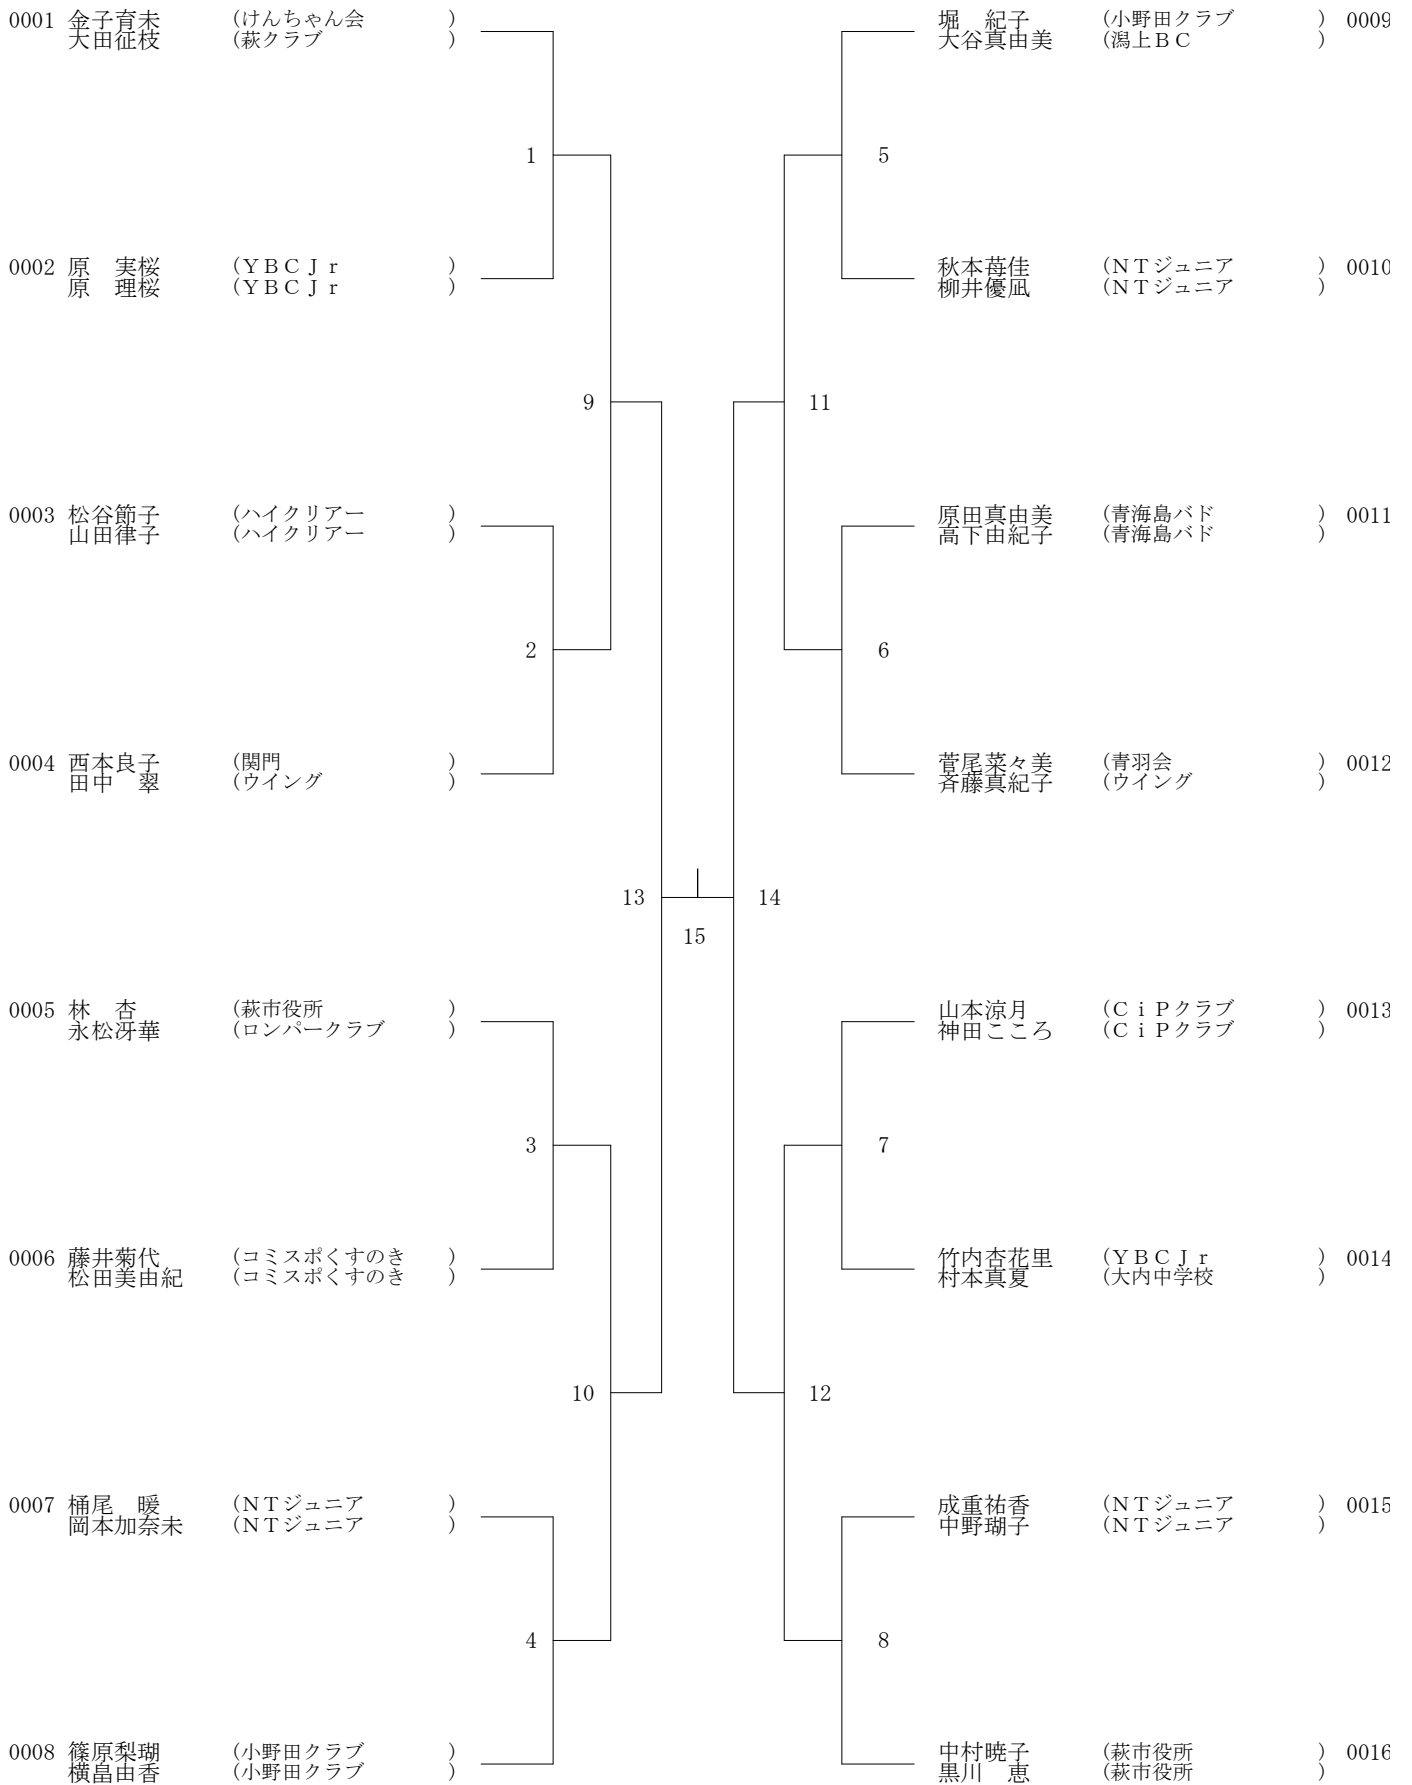 0001 金子育未 (けんちゃん会 )
大田征枝 (萩クラブ )
1
0002 原　実桜 (ＹＢＣＪｒ )
原　理桜 (ＹＢＣＪｒ )
9
0003 松谷節子 (ハイクリアー )
山田律子 (ハイクリアー )
2
0004 西本良子 (関門 )
田中　翠 (ウイング )
13
15
0005 林　杏 (萩市役所 )
永松冴華 (ロンパークラブ )
3
0006 藤井菊代 (コミスポくすのき )
松田美由紀 (コミスポくすのき )
10
0007 桶尾　暖 (ＮＴジュニア )
岡本加奈未 (ＮＴジュニア )
4
0008 篠原梨瑚 (小野田クラブ )
横畠由香 (小野田クラブ )
堀　紀子 (小野田クラブ ) 0009
大谷真由美 (潟上ＢＣ )
5
秋本苺佳 (ＮＴジュニア ) 0010
柳井優凪 (ＮＴジュニア )
11
原田真由美 (青海島バド ) 0011
高下由紀子 (青海島バド )
6
菅尾菜々美 (青羽会 ) 0012
斉藤真紀子 (ウイング )
14
山本涼月 (ＣｉＰクラブ ) 0013
神田こころ (ＣｉＰクラブ )
7
竹内杏花里 (ＹＢＣＪｒ ) 0014
村本真夏 (大内中学校 )
12
成重祐香 (ＮＴジュニア ) 0015
中野瑚子 (ＮＴジュニア )
8
中村暁子 (萩市役所 ) 0016
黒川　恵 (萩市役所 )